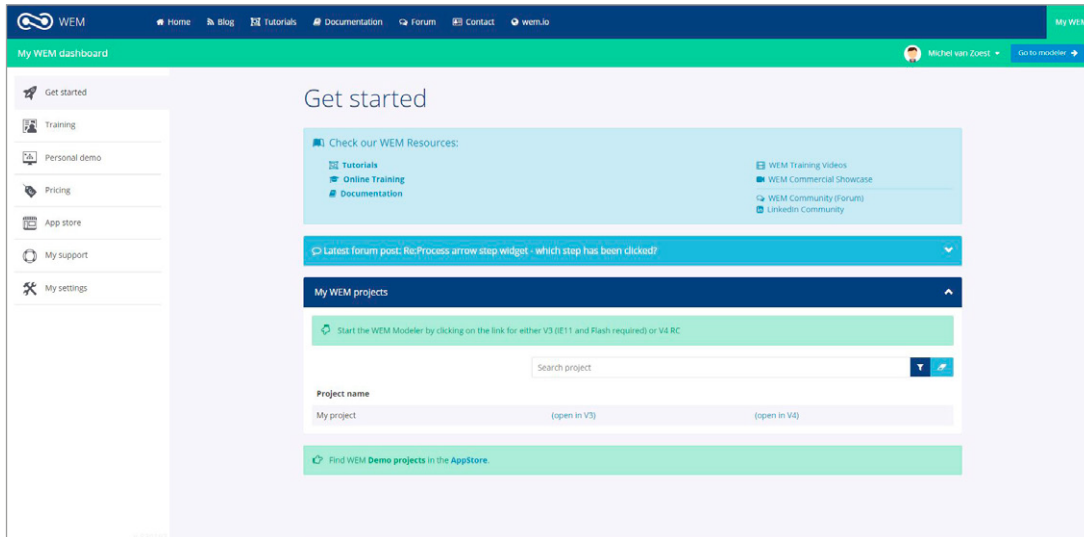 WEM
Home Blog Tutorials Documentation Forum Contact wem.io
My WEM
My WEM dashboard
Michel van Zoest
Go to modeler
Get started
Training
Personal demo
Pricing
App store
My support
My settings
Get started
Check our WEM Resources:
Tutorials
Online Training
Documentation
WEM Training Videos
WEM Commercial Showcase
WEM Community (Forum)
LinkedIn Community
Latest forum post: Re:Process arrow step widget - which step has been clicked?
My WEM projects
Start the WEM Modeler by clicking on the link for either V3 (IE11 and Flash required) or V4 RC
Search project
Project name
My project (open in V3) (open in V4)
Find WEM Demo projects in the AppStore.